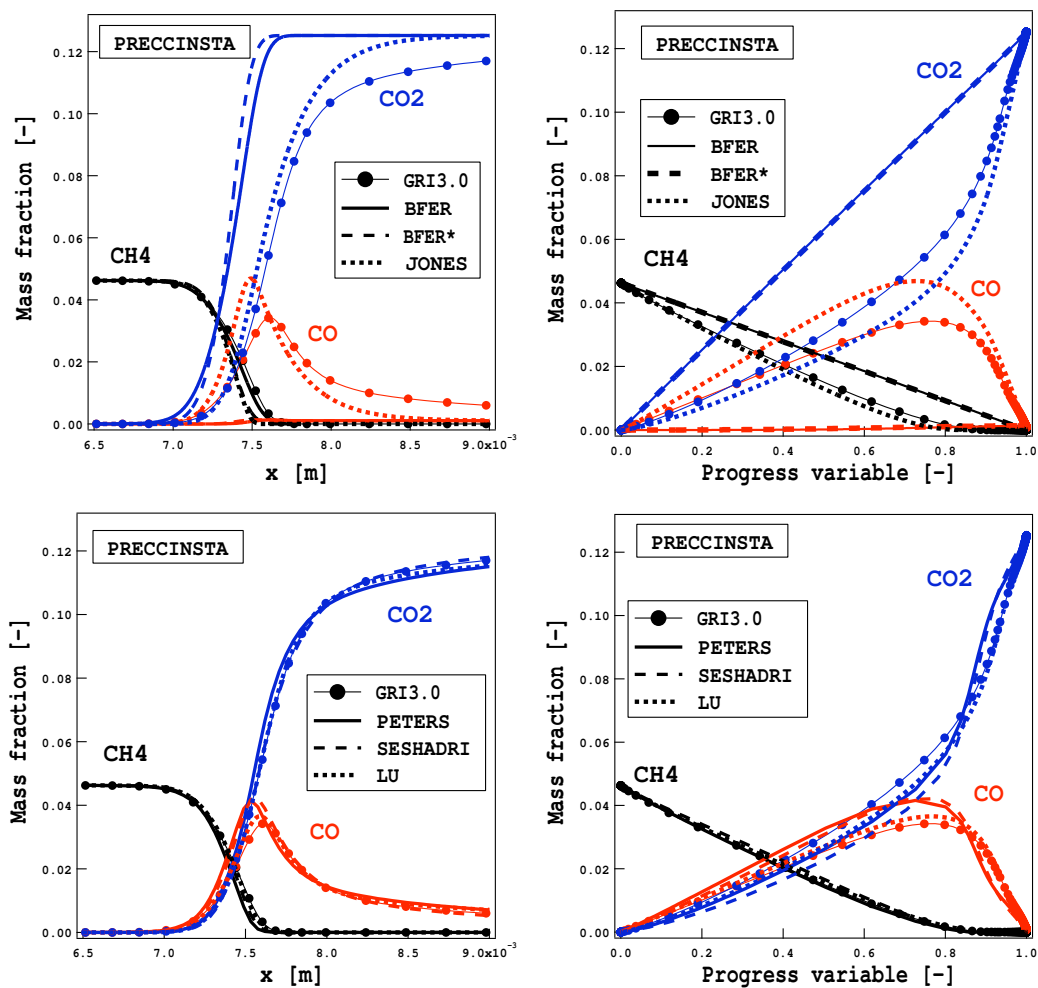 PRECCINSTA
Mass fraction [-]
0.12
0.10
0.08
0.06
0.04
0.02
0.00
CO2
GRI3.0
BFER
BFER*
JONES
CH4
CO
6.5
7.0
7.5
8.0
8.5
9.0x10
-3
x [m]
PRECCINSTA
Mass fraction [-]
0.12
0.10
0.08
0.06
0.04
0.02
0.00
CO2
GRI3.0
BFER
BFER*
JONES
CH4
CO
0.0
0.2
0.4
0.6
0.8
1.0
Progress variable [-]
PRECCINSTA
Mass fraction [-]
0.12
0.10
0.08
0.06
0.04
0.02
0.00
CO2
GRI3.0
PETERS
SESHADRI
LU
CH4
CO
6.5
7.0
7.5
8.0
8.5
9.0x10
-3
x [m]
PRECCINSTA
Mass fraction [-]
0.12
0.10
0.08
0.06
0.04
0.02
0.00
CO2
GRI3.0
PETERS
SESHADRI
LU
CH4
CO
0.0
0.2
0.4
0.6
0.8
1.0
Progress variable [-]